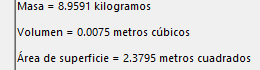 Masa = 8.9591 kilogramos
Volumen = 0.0075 metros cúbicos
Área de superficie = 2.3795 metros cuadrados